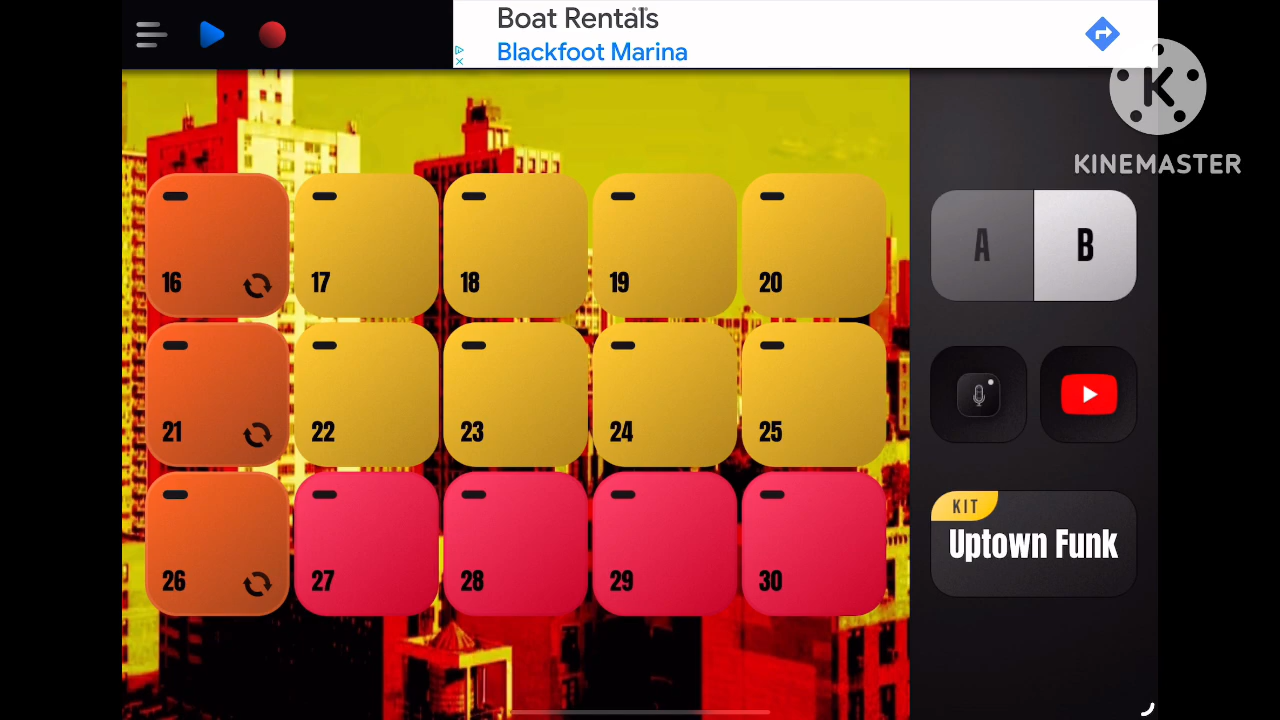 Boat Rentals
Blackfoot Marina
K
KINEMASTER
16
17
18
19
20
A
B
21
22
23
24
25
KIT
Uptown Funk
26
27
28
29
30